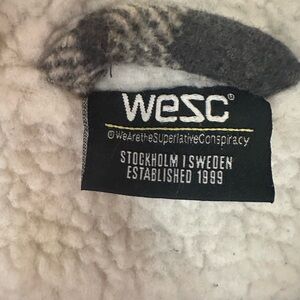 wesc®
@WeAretheSuperlativeConspiracy
STOCKHOLM | SWEDEN
ESTABLISHED 1999